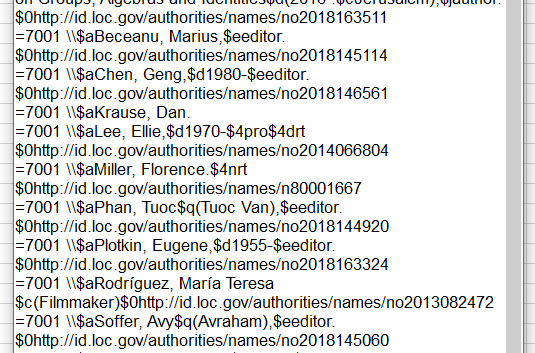 on Groups, Algebras and Identities$d(2016 :$cJerusalem),$jauthor.
$0http://id.loc.gov/authorities/names/no2018163511
=7001 \\$aBeceanu, Marius,$eeditor.
$0http://id.loc.gov/authorities/names/no2018145114
=7001 \\$aChen, Geng,$d1980-$eeditor.
$0http://id.loc.gov/authorities/names/no2018146561
=7001 \\$aKrause, Dan.
=7001 \\$aLee, Ellie,$d1970-$4pro$4drt
$0http://id.loc.gov/authorities/names/no2014066804
=7001 \\$aMiller, Florence.$4nrt
$0http://id.loc.gov/authorities/names/n80001667
=7001 \\$aPhan, Tuoc$q(Tuoc Van),$eeditor.
$0http://id.loc.gov/authorities/names/no2018144920
=7001 \\$aPlotkin, Eugene,$d1955-$eeditor.
$0http://id.loc.gov/authorities/names/no2018163324
=7001 \\$aRodríguez, María Teresa
$c(Filmmaker)$0http://id.loc.gov/authorities/names/no2013082472
=7001 \\$aSoffer, Avy$q(Avraham),$eeditor.
$0http://id.loc.gov/authorities/names/no2018145060